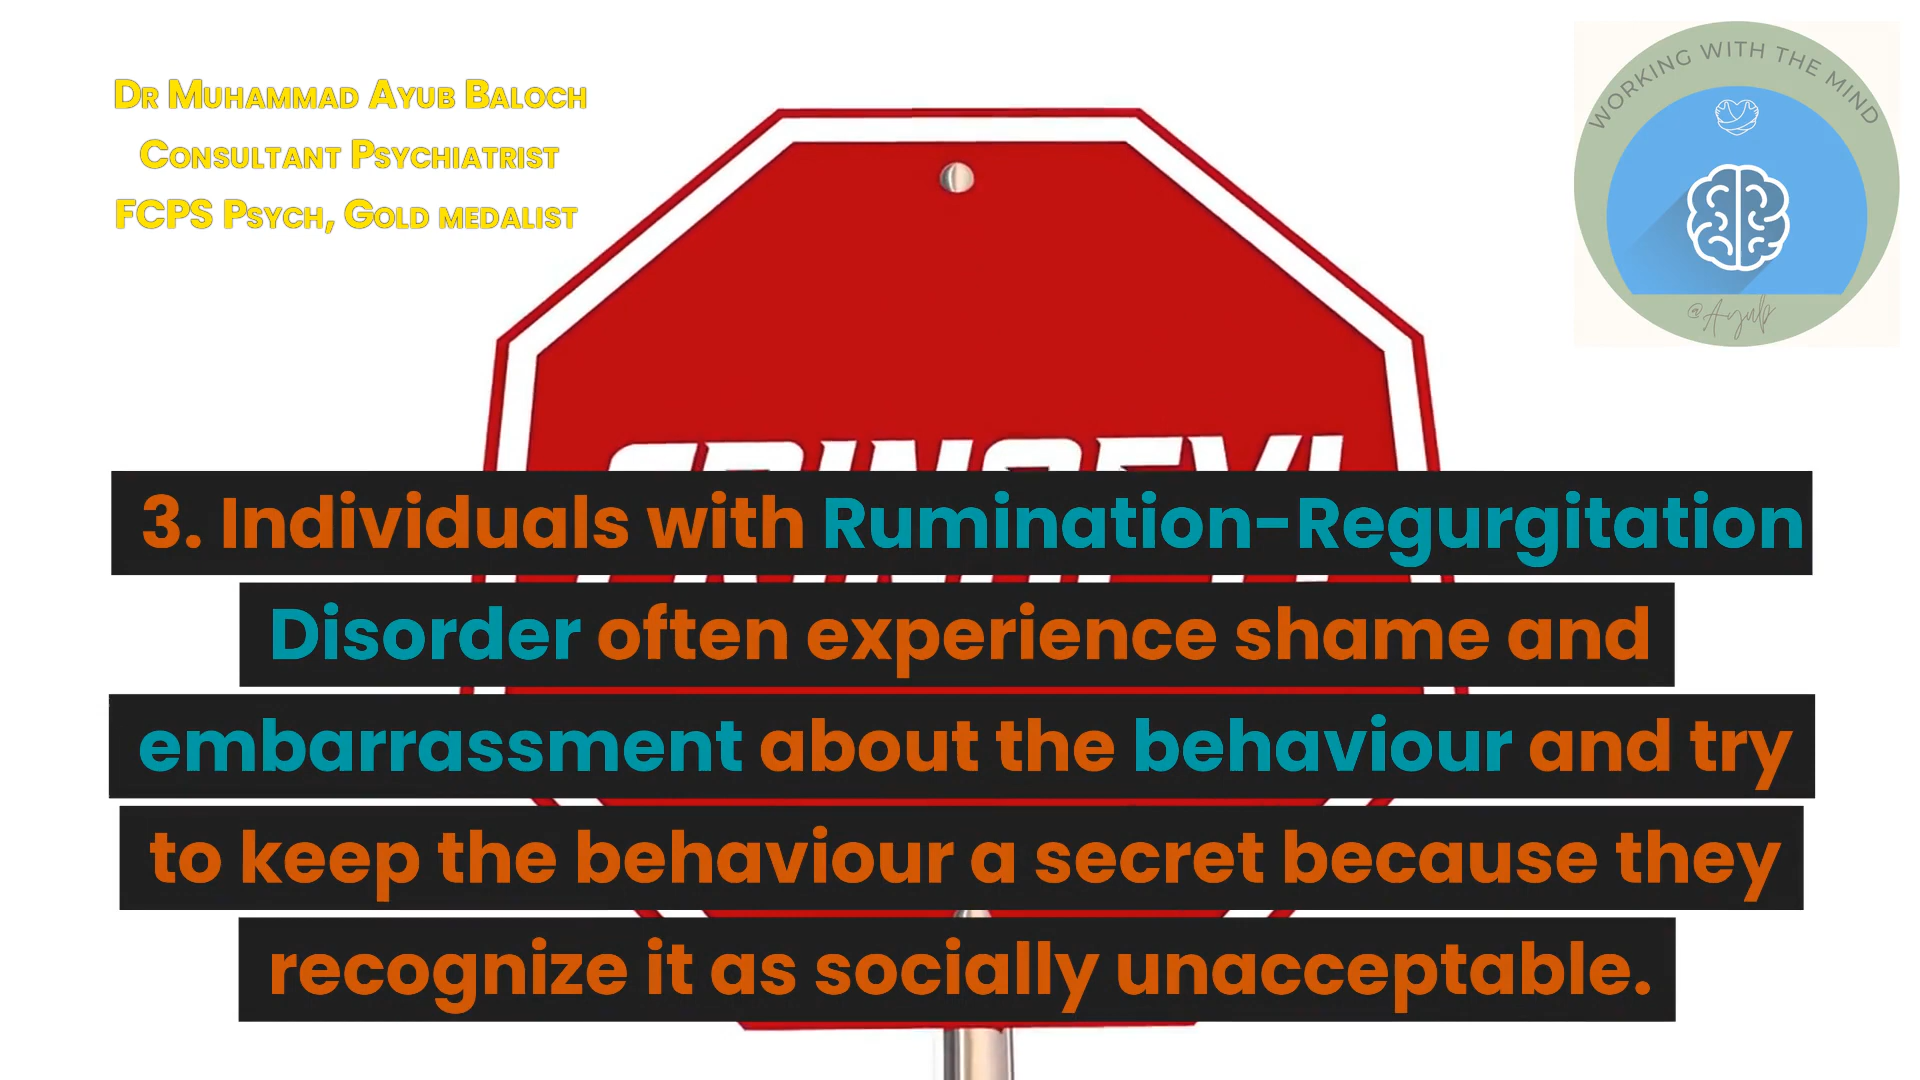 Dr Muhammad Ayub Baloch
Consultant Psychiatrist
FCPS Psych, Gold medalist
WORKING WITH THE MIND
@Ayub
3. Individuals with Rumination-Regurgitation
Disorder often experience shame and
embarrassment about the behaviour and try
to keep the behaviour a secret because they
recognize it as socially unacceptable.